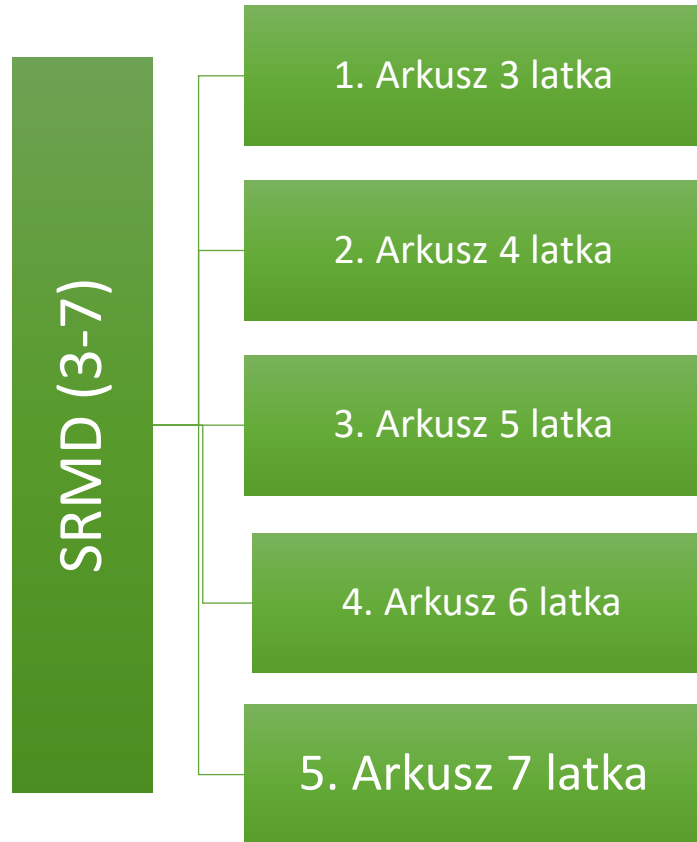 SRMD (3-7)
1. Arkusz 3 latka
2. Arkusz 4 latka
3. Arkusz 5 latka
4. Arkusz 6 latka
5. Arkusz 7 latka